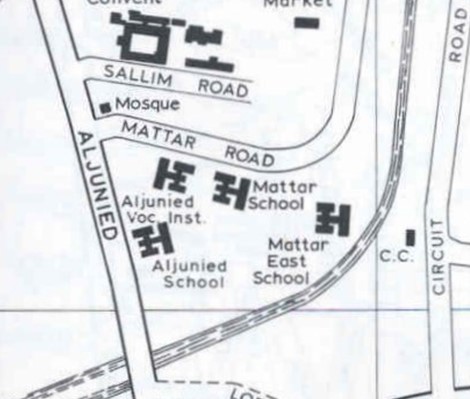 Convent
Market
ROAD
SALLIM ROAD
Mosque
MATTAR ROAD
ALJUNIED
Aljunied
Voc. Inst.
Mattar
School
Mattar
East
School
C.C.
CIRCUIT
Aljunied
School